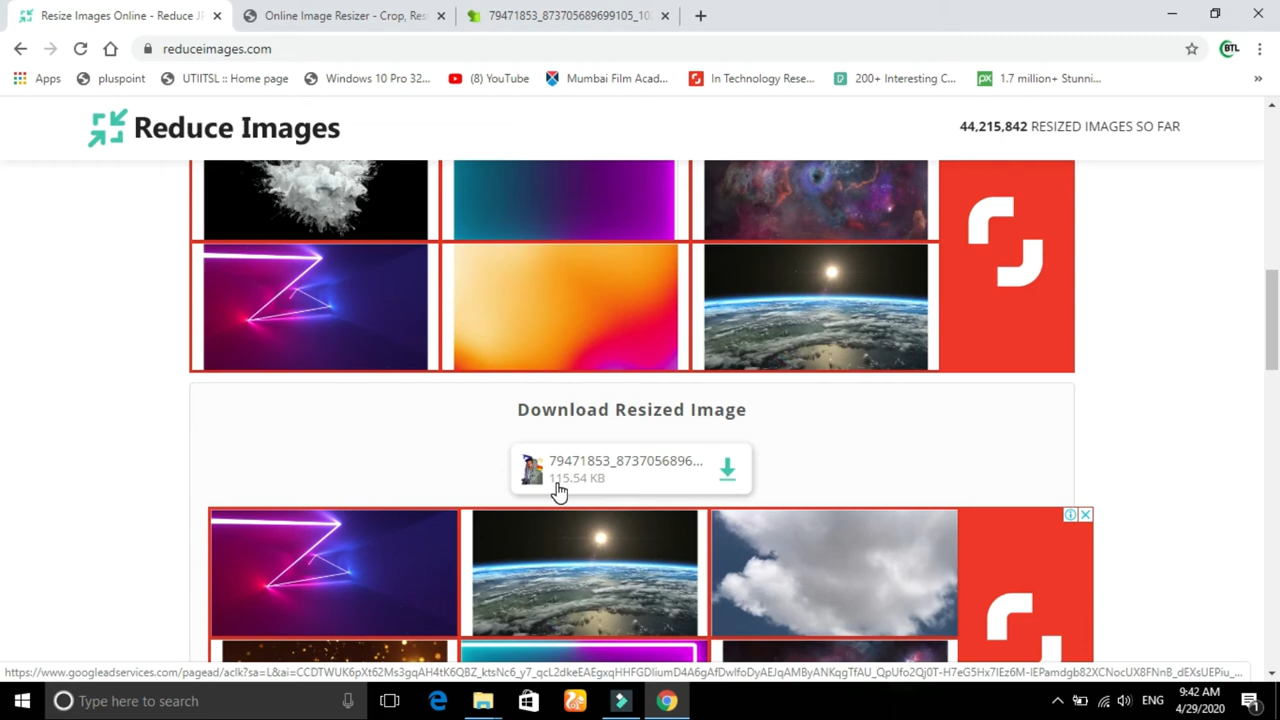 Resize Images Online - Reduce J
Online Image Resizer - Crop, Res
79471853_873705689699105_102
reduceimages.com
BTL
Apps
pluspoint
UTIITSL :: Home page
Windows 10 Pro 32...
(8) YouTube
Mumbai Film Acad...
In Technology Rese...
200+ Interesting C...
1.7 million+ Stunni...
»
Reduce Images
44,215,842 RESIZED IMAGES SO FAR
Download Resized Image
79471853_8737056896...
115.54 KB
Type here to search
ENG
9:42 AM
4/29/2020